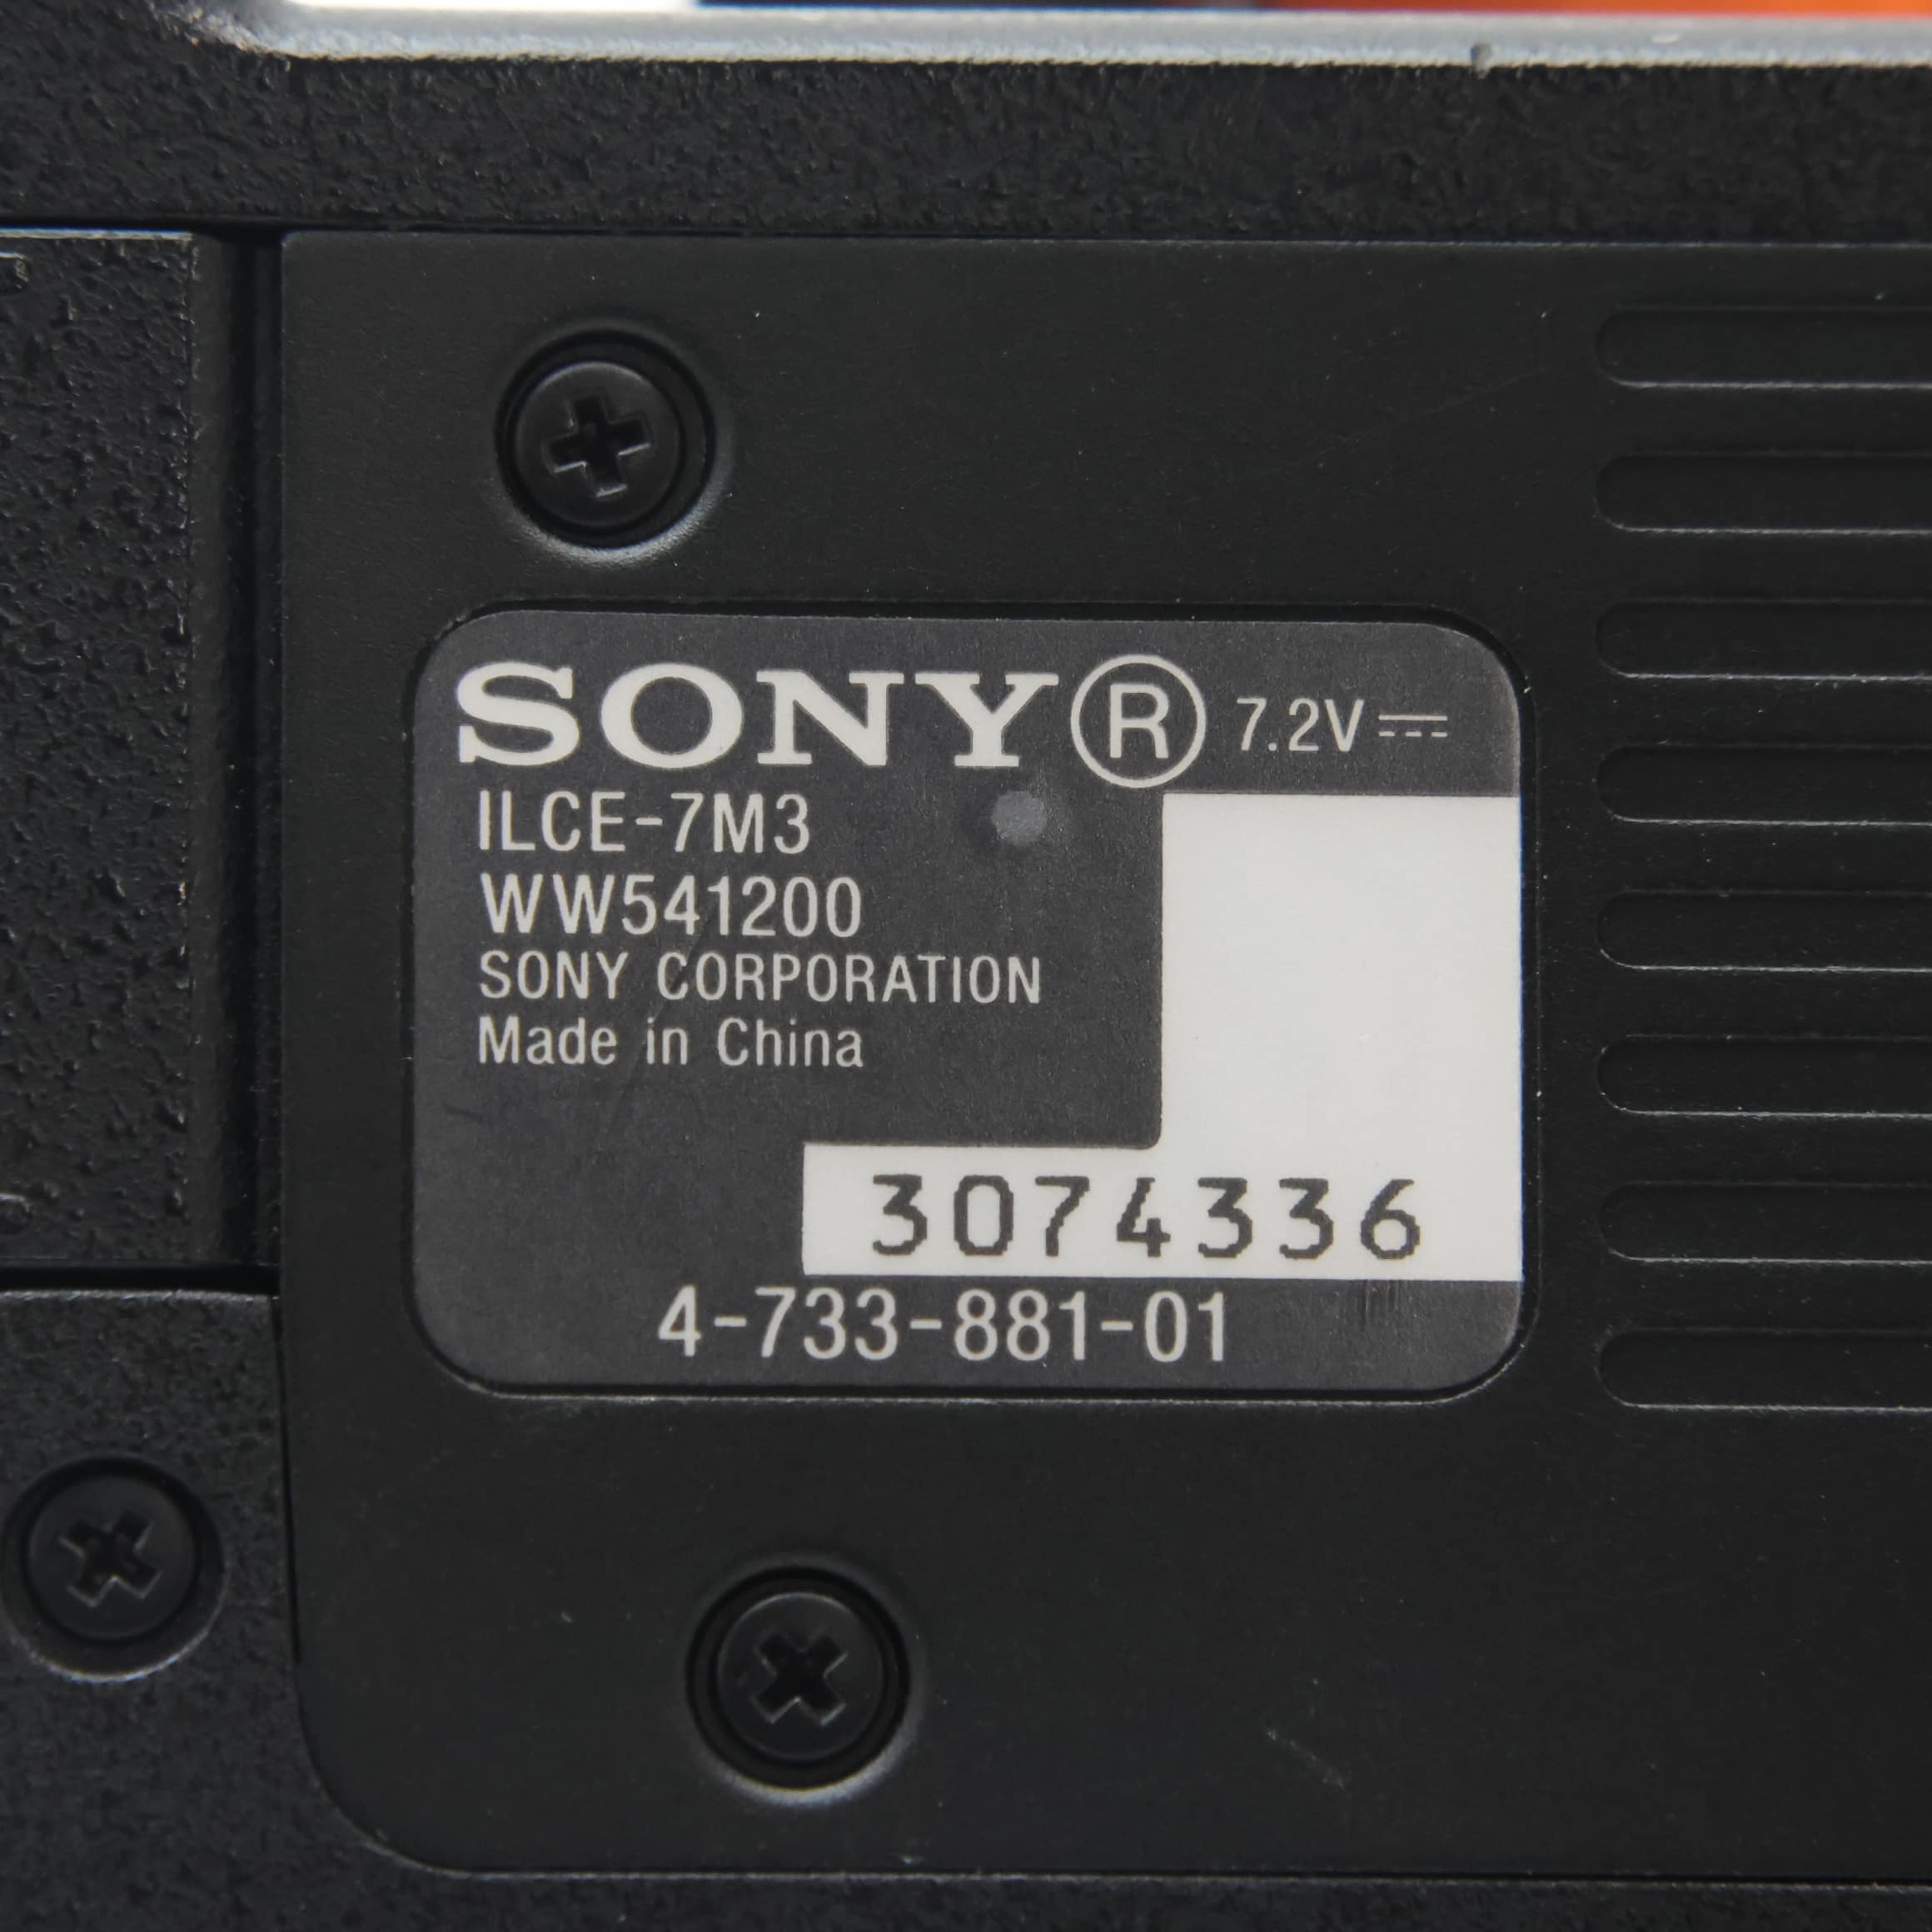 SONY® 7.2V ⎓
ILCE-7M3
WW541200
SONY CORPORATION
Made in China
3074336
4-733-881-01